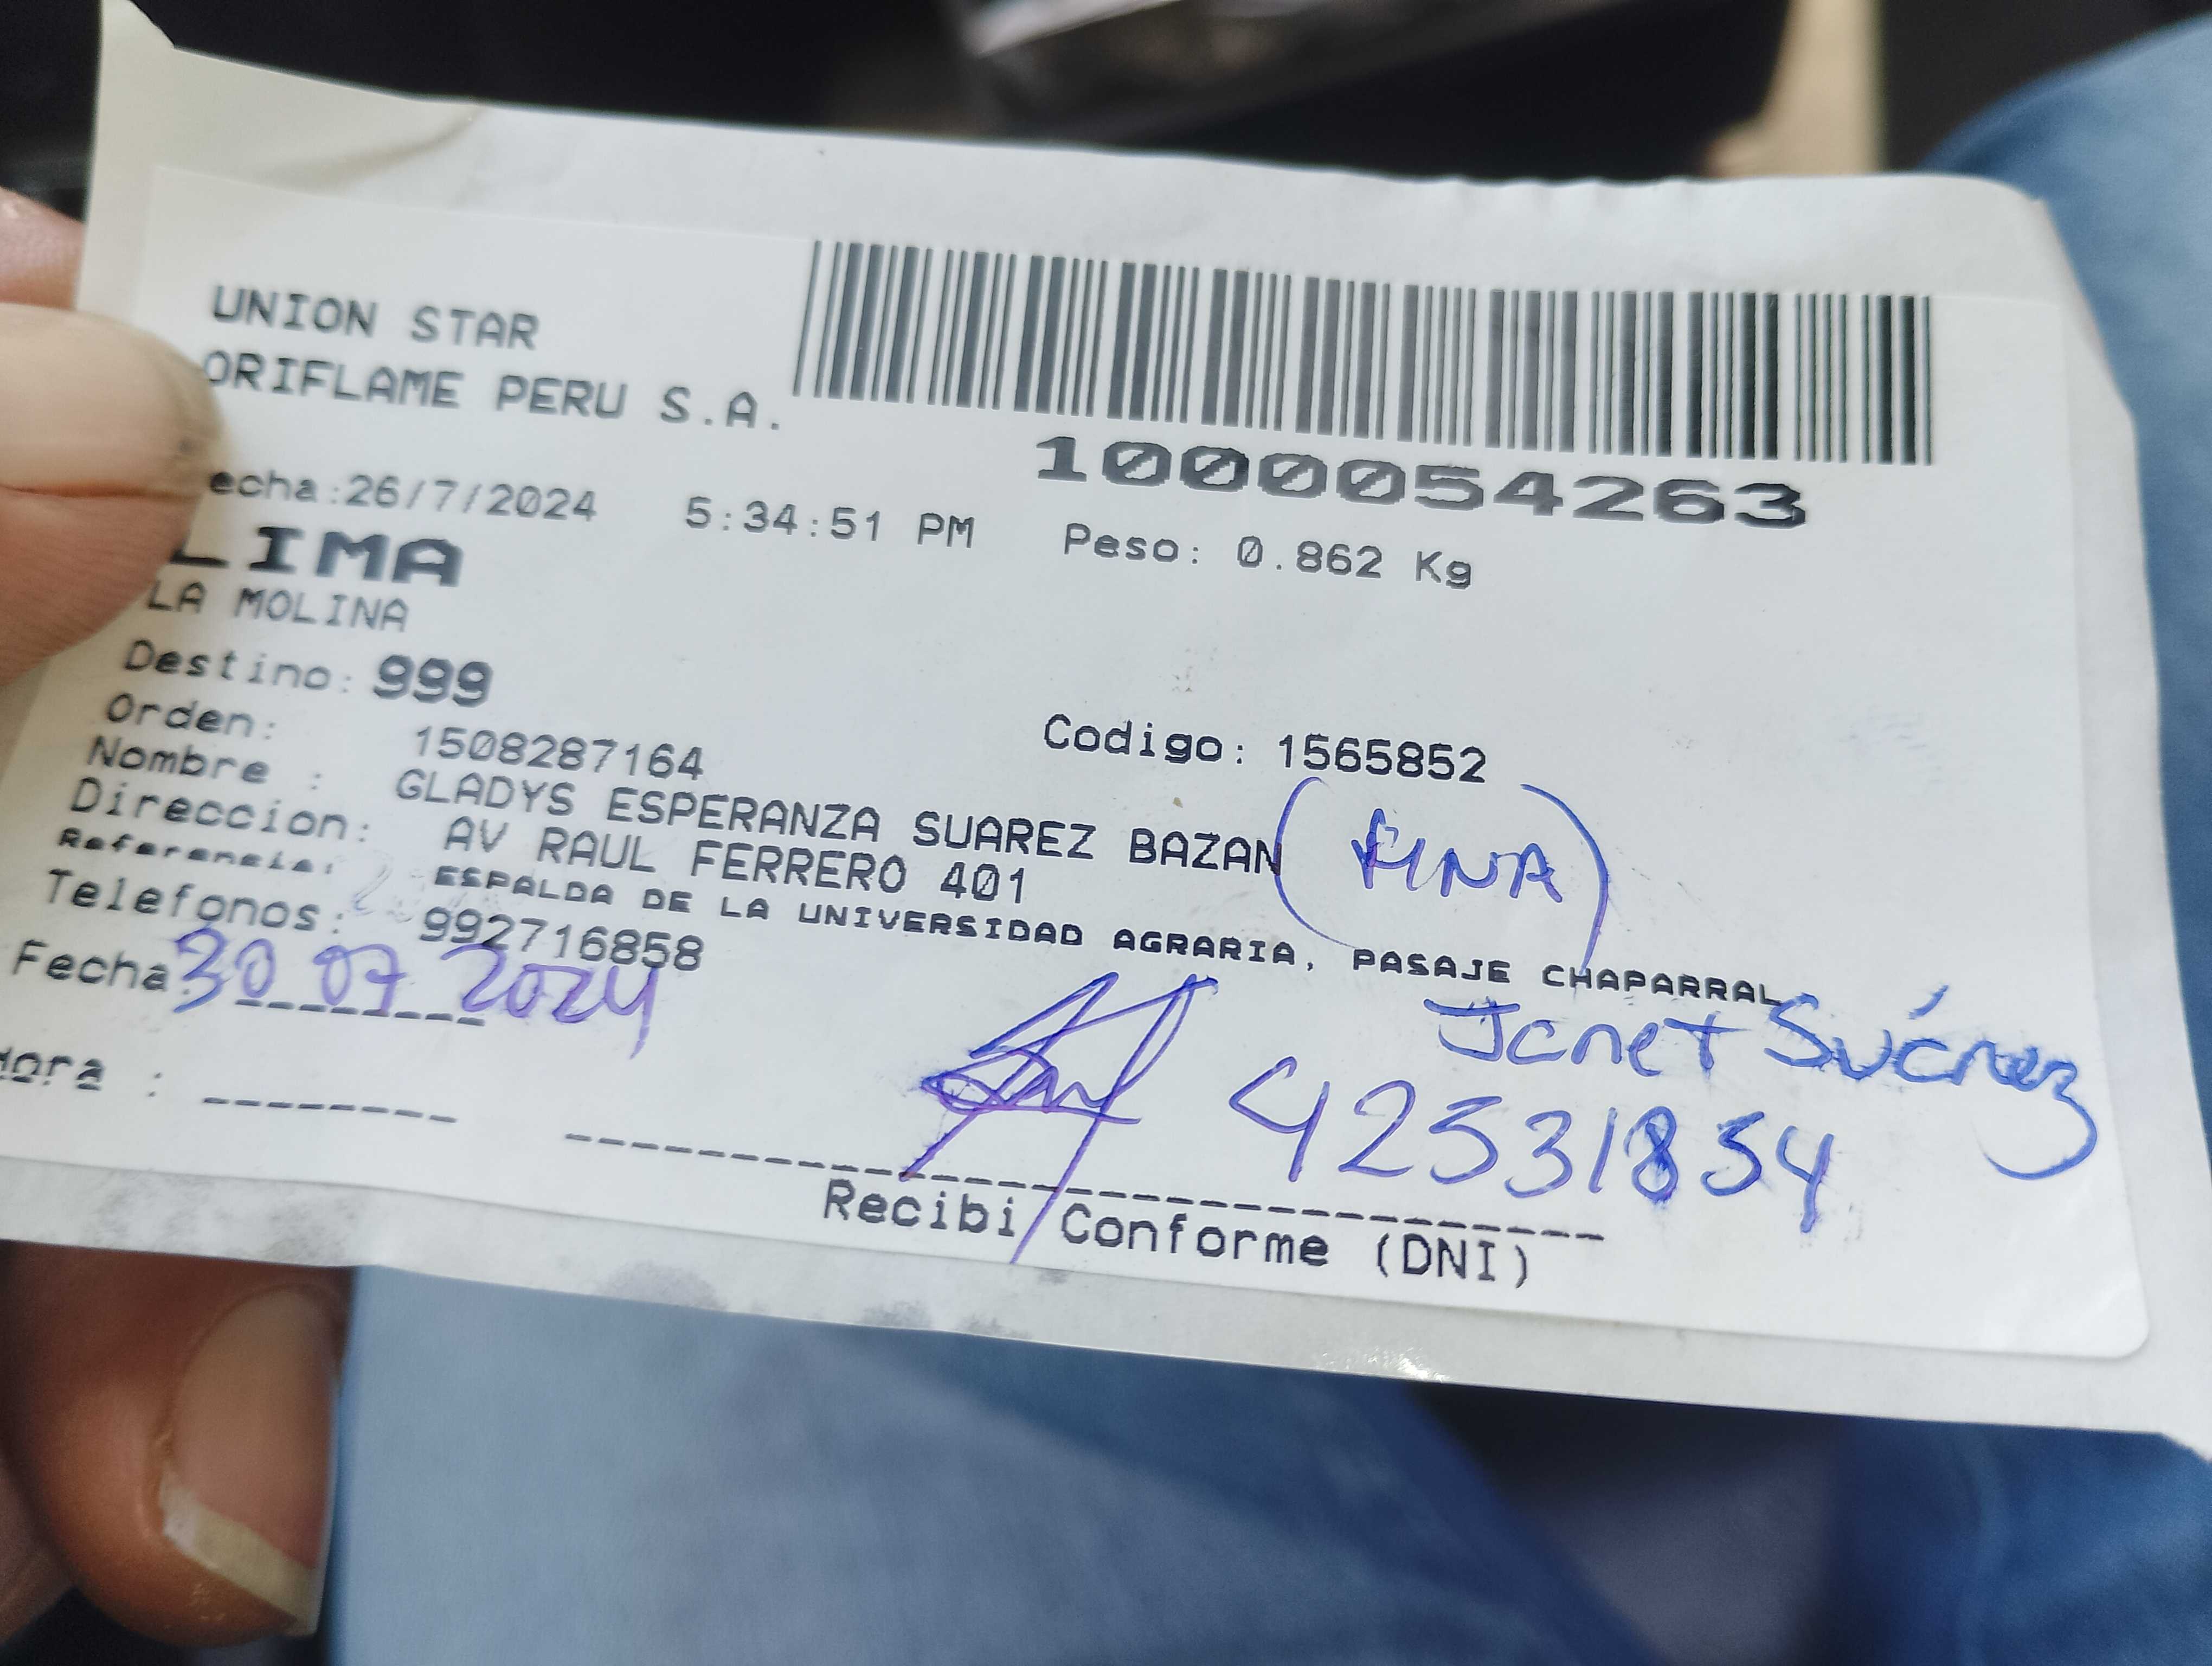 UNION STAR
ORIFLAME PERU S.A.
1000054263
echa:26/7/2024 5:34:51 PM Peso: 0.862 Kg
LIMA
LA MOLINA
Destino: 999
Orden: 1508287164 Codigo: 1565852
Nombre : GLADYS ESPERANZA SUAREZ BAZAN
Direccion: AV RAUL FERRERO 401
Referencia: ESPALDA DE LA UNIVERSIDAD AGRARIA, PASAJE CHAPARRAL
Telefonos: 992716858
Fecha: 30 07 2024
Janet Suárez
42531854
Hora :
Recibi Conforme (DNI)